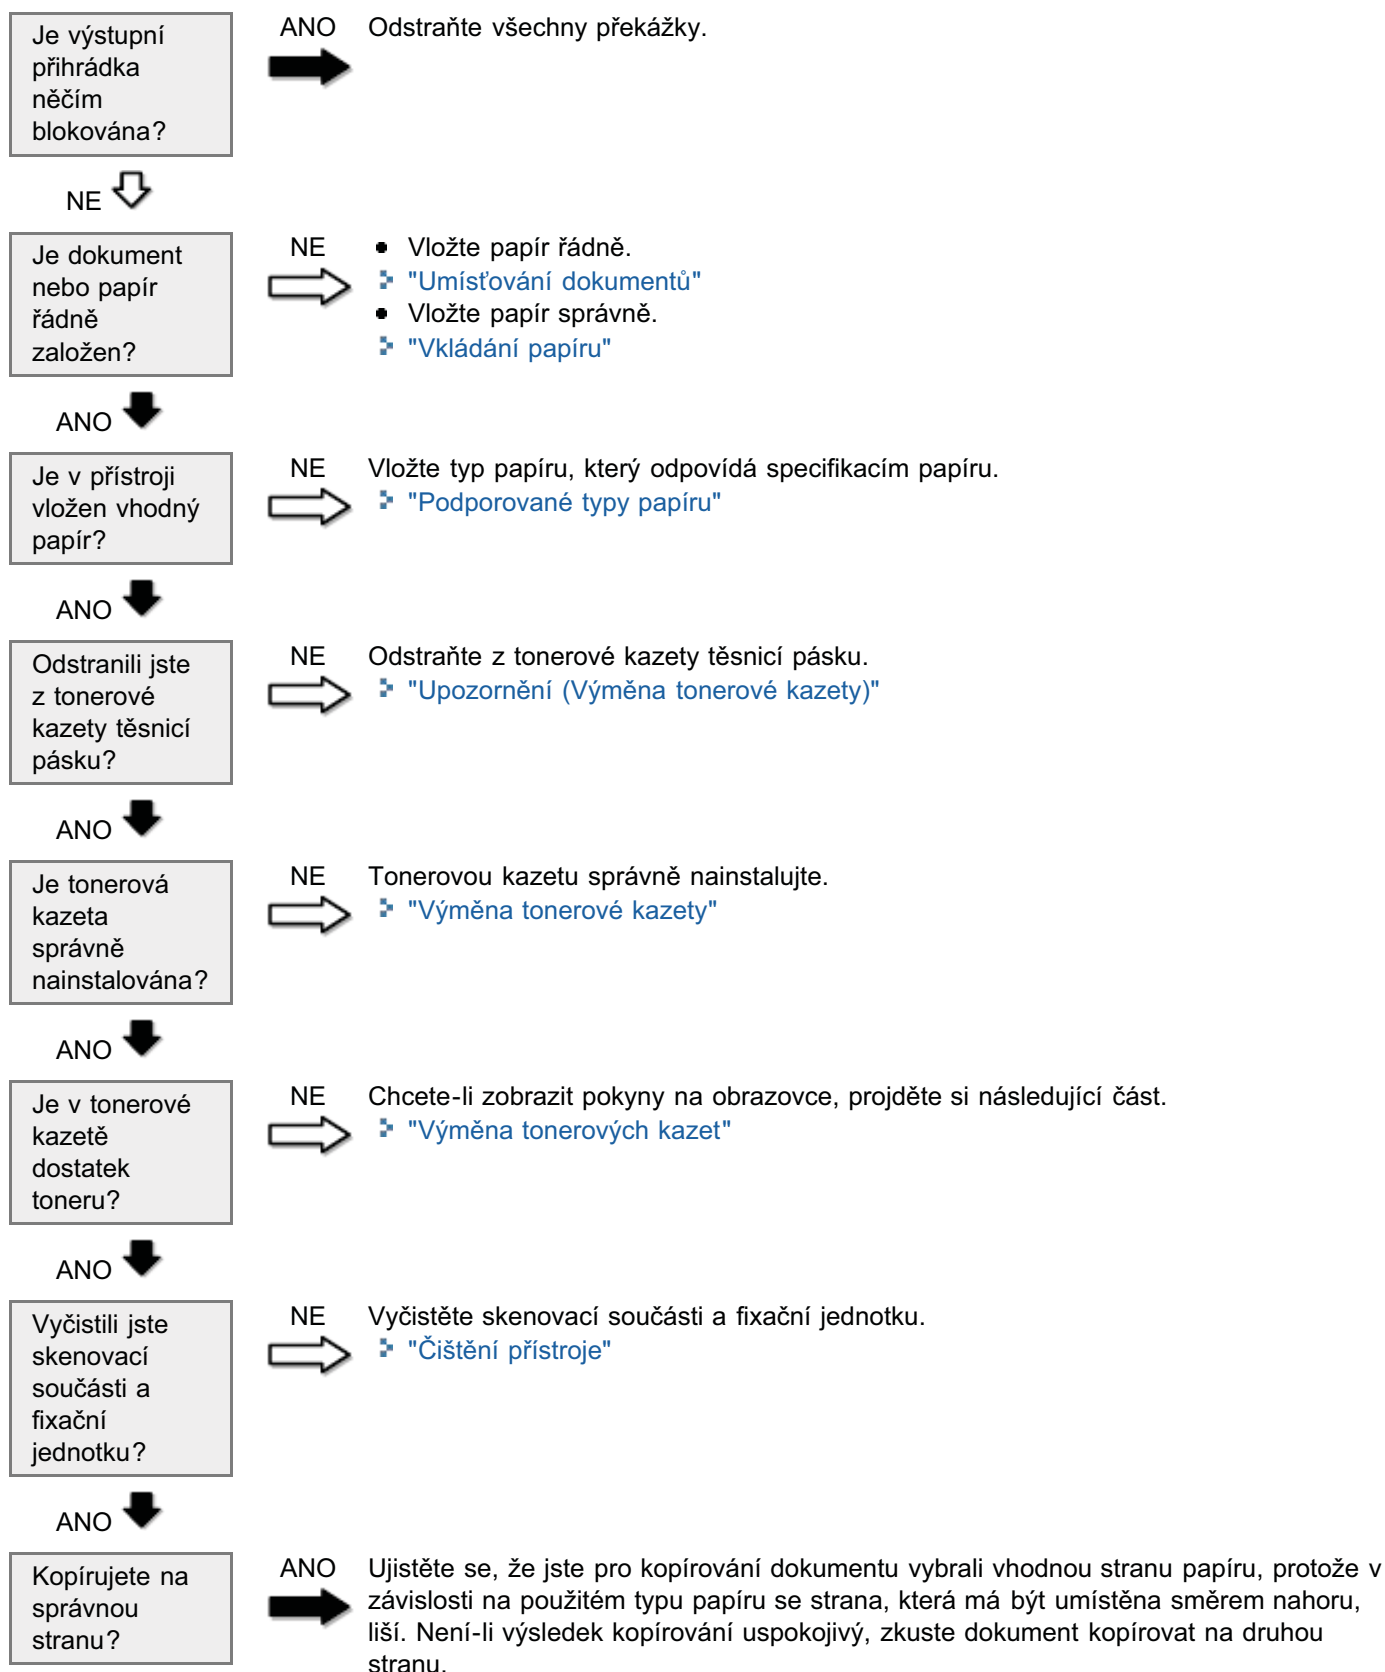 Je výstupní
přihrádka
něčím
blokována?
ANO
Odstraňte všechny překážky.
NE
Je dokument
nebo papír
řádně
založen?
NE
• Vložte papír řádně.
"Umísťování dokumentů"
• Vložte papír správně.
"Vkládání papíru"
ANO
Je v přístroji
vložen vhodný
papír?
NE
Vložte typ papíru, který odpovídá specifikacím papíru.
"Podporované typy papíru"
ANO
Odstranili jste
z tonerové
kazety těsnicí
pásku?
NE
Odstraňte z tonerové kazety těsnicí pásku.
"Upozornění (Výměna tonerové kazety)"
ANO
Je tonerová
kazeta
správně
nainstalována?
NE
Tonerovou kazetu správně nainstalujte.
"Výměna tonerové kazety"
ANO
Je v tonerové
kazetě
dostatek
toneru?
NE
Chcete-li zobrazit pokyny na obrazovce, projděte si následující část.
"Výměna tonerových kazet"
ANO
Vyčistili jste
skenovací
součásti a
fixační
jednotku?
NE
Vyčistěte skenovací součásti a fixační jednotku.
"Čištění přístroje"
ANO
Kopírujete na
správnou
stranu?
ANO
Ujistěte se, že jste pro kopírování dokumentu vybrali vhodnou stranu papíru, protože v
závislosti na použitém typu papíru se strana, která má být umístěna směrem nahoru,
liší. Není-li výsledek kopírování uspokojivý, zkuste dokument kopírovat na druhou
stranu.